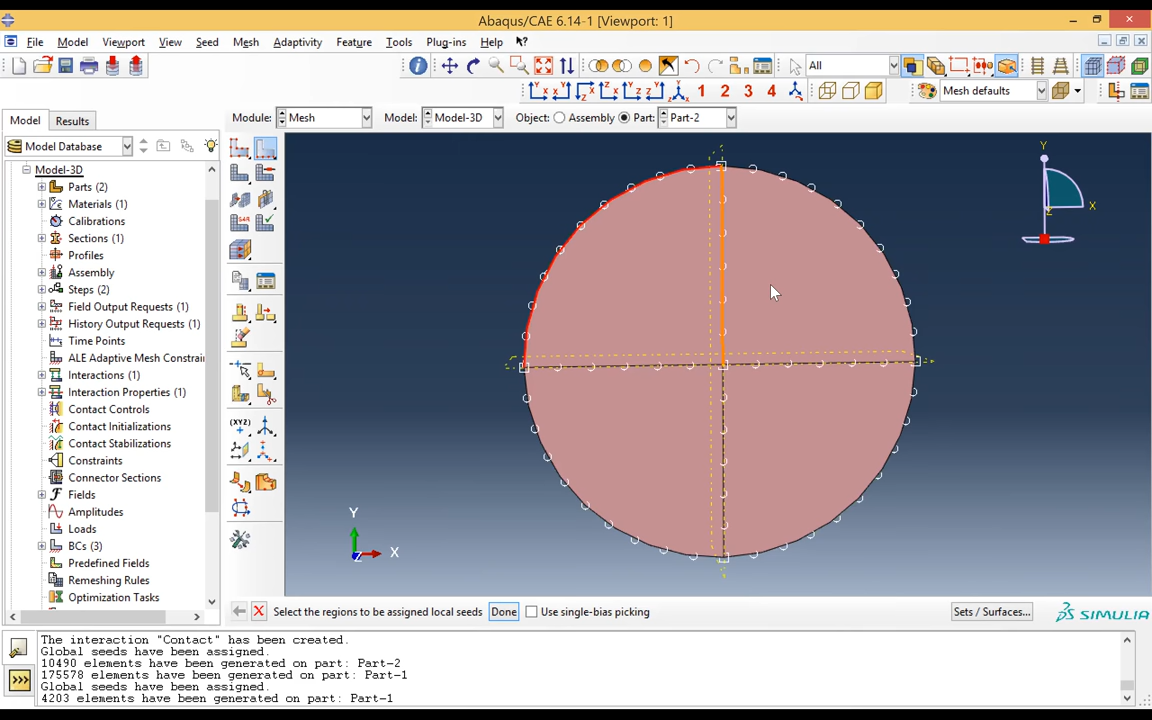 Abaqus/CAE 6.14-1 [Viewport: 1]
File Model Viewport View Seed Mesh Adaptivity Feature Tools Plug-ins Help
All
1 2 3 4 Mesh defaults
Model Results Module: Mesh Model: Model-3D Object: Assembly Part: Part-2
Model Database
Model-3D
Parts (2)
Materials (1)
Calibrations
Sections (1)
Profiles
Assembly
Steps (2)
Field Output Requests (1)
History Output Requests (1)
Time Points
ALE Adaptive Mesh Constrai
Interactions (1)
Interaction Properties (1)
Contact Controls
Contact Initializations
Contact Stabilizations
Constraints
Connector Sections
Fields
Amplitudes
Loads
BCs (3)
Predefined Fields
Remeshing Rules
Optimization Tasks
(XYZ)
Y
X
Z
Y
X
Z
Select the regions to be assigned local seeds Done Use single-bias picking Sets / Surfaces...
SIMULIA
The interaction "Contact" has been created.
Global seeds have been assigned.
10490 elements have been generated on part: Part-2
175578 elements have been generated on part: Part-1
Global seeds have been assigned.
4203 elements have been generated on part: Part-1
>>>